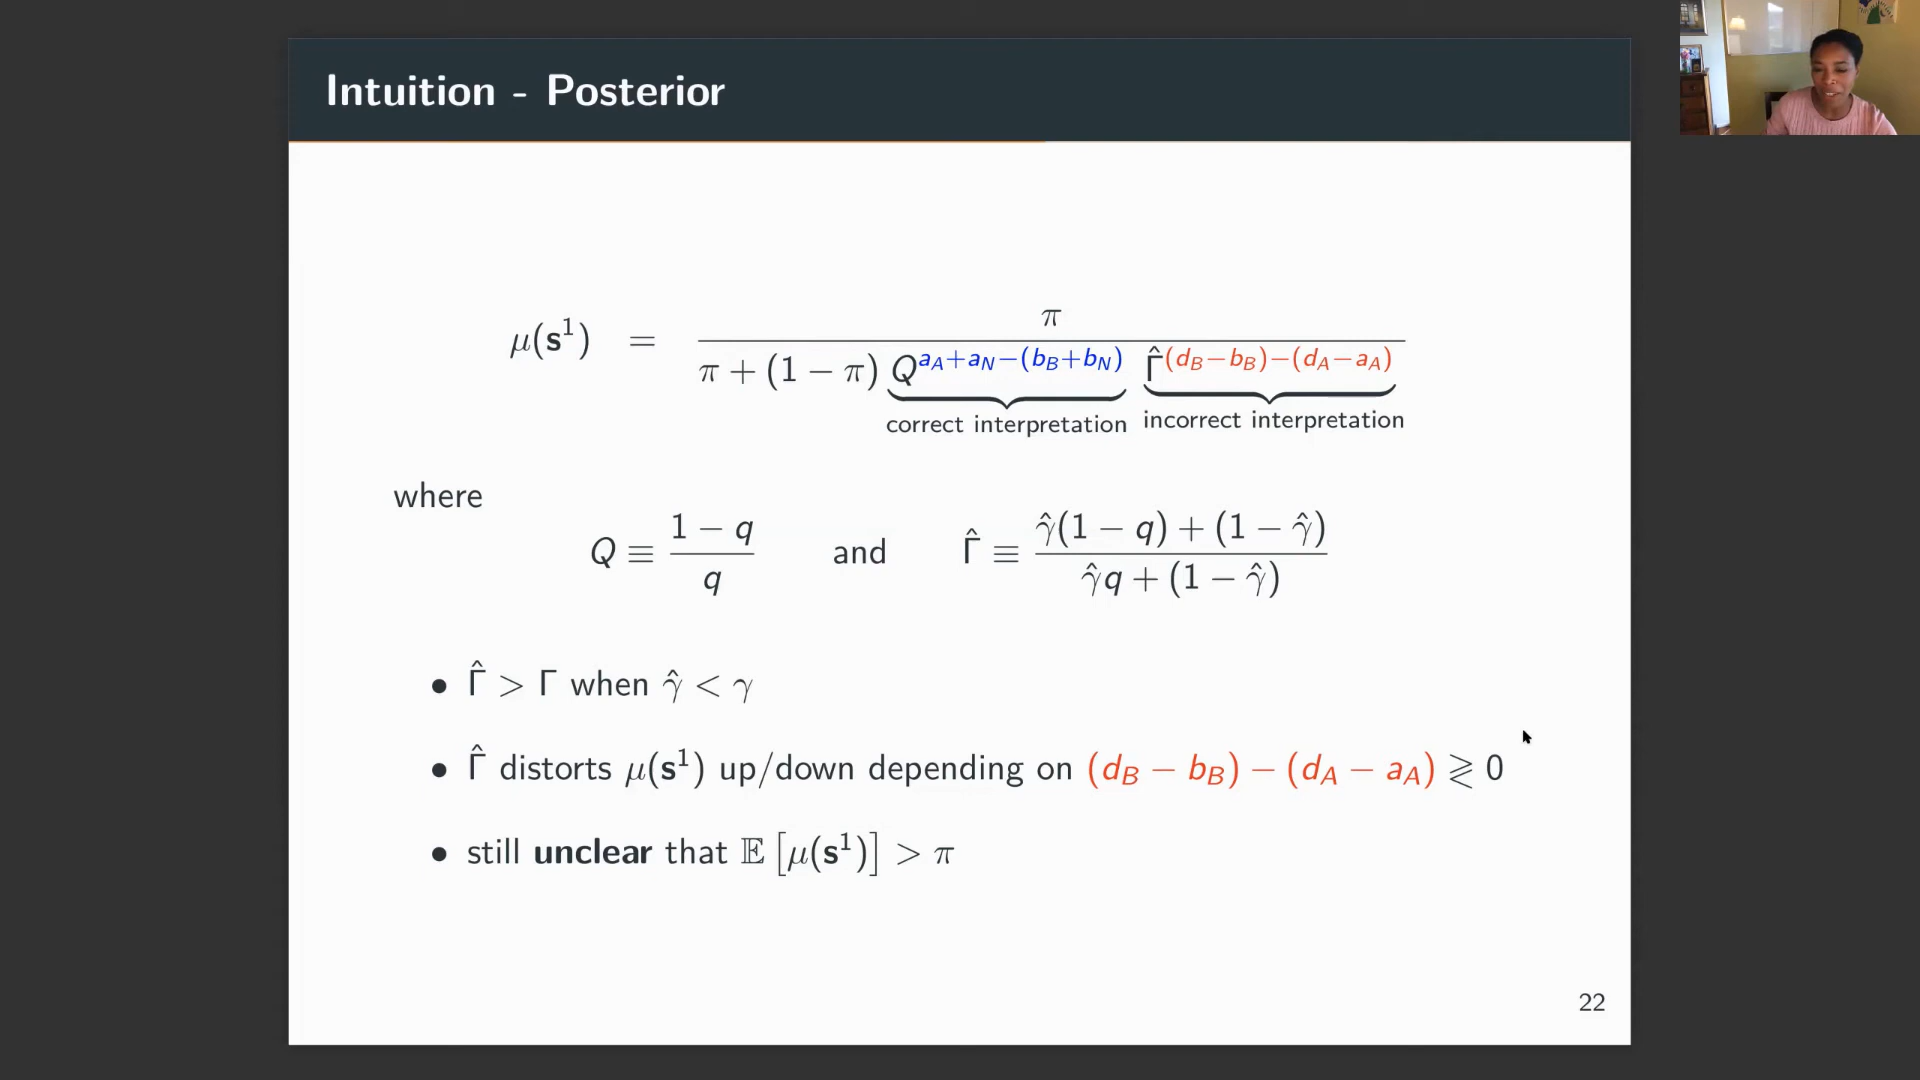 Intuition - Posterior
μ(s¹) = π / (π + (1 − π) Q^{a_A+a_N−(b_B+b_N)} Γ̂^{(d_B−b_B)−(d_A−a_A)})
correct interpretation incorrect interpretation
where
Q ≡ (1 − q)/q and Γ̂ ≡ (γ̂(1 − q) + (1 − γ̂))/(γ̂q + (1 − γ̂))
• Γ̂ > Γ when γ̂ < γ
• Γ̂ distorts μ(s¹) up/down depending on (d_B − b_B) − (d_A − a_A) ≷ 0
• still unclear that 𝔼[μ(s¹)] > π
22